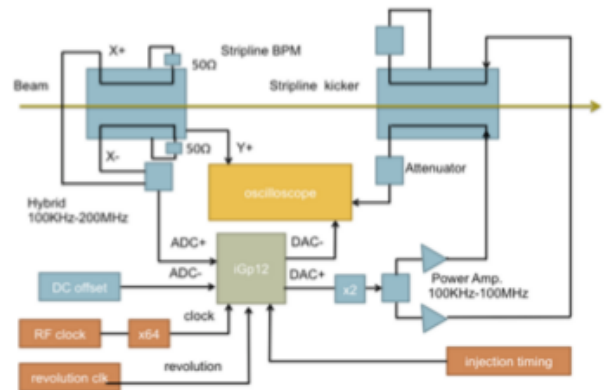 X+
Stripline BPM
50Ω
Beam
Stripline kicker
X-
50Ω
Y+
Attenuator
Hybrid
100KHz-200MHz
oscilloscope
ADC+
DAC-
ADC-
iGp12
DAC+
DC offset
x2
Power Amp.
100KHz-100MHz
clock
RF clock
x64
revolution
revolution clk
injection timing